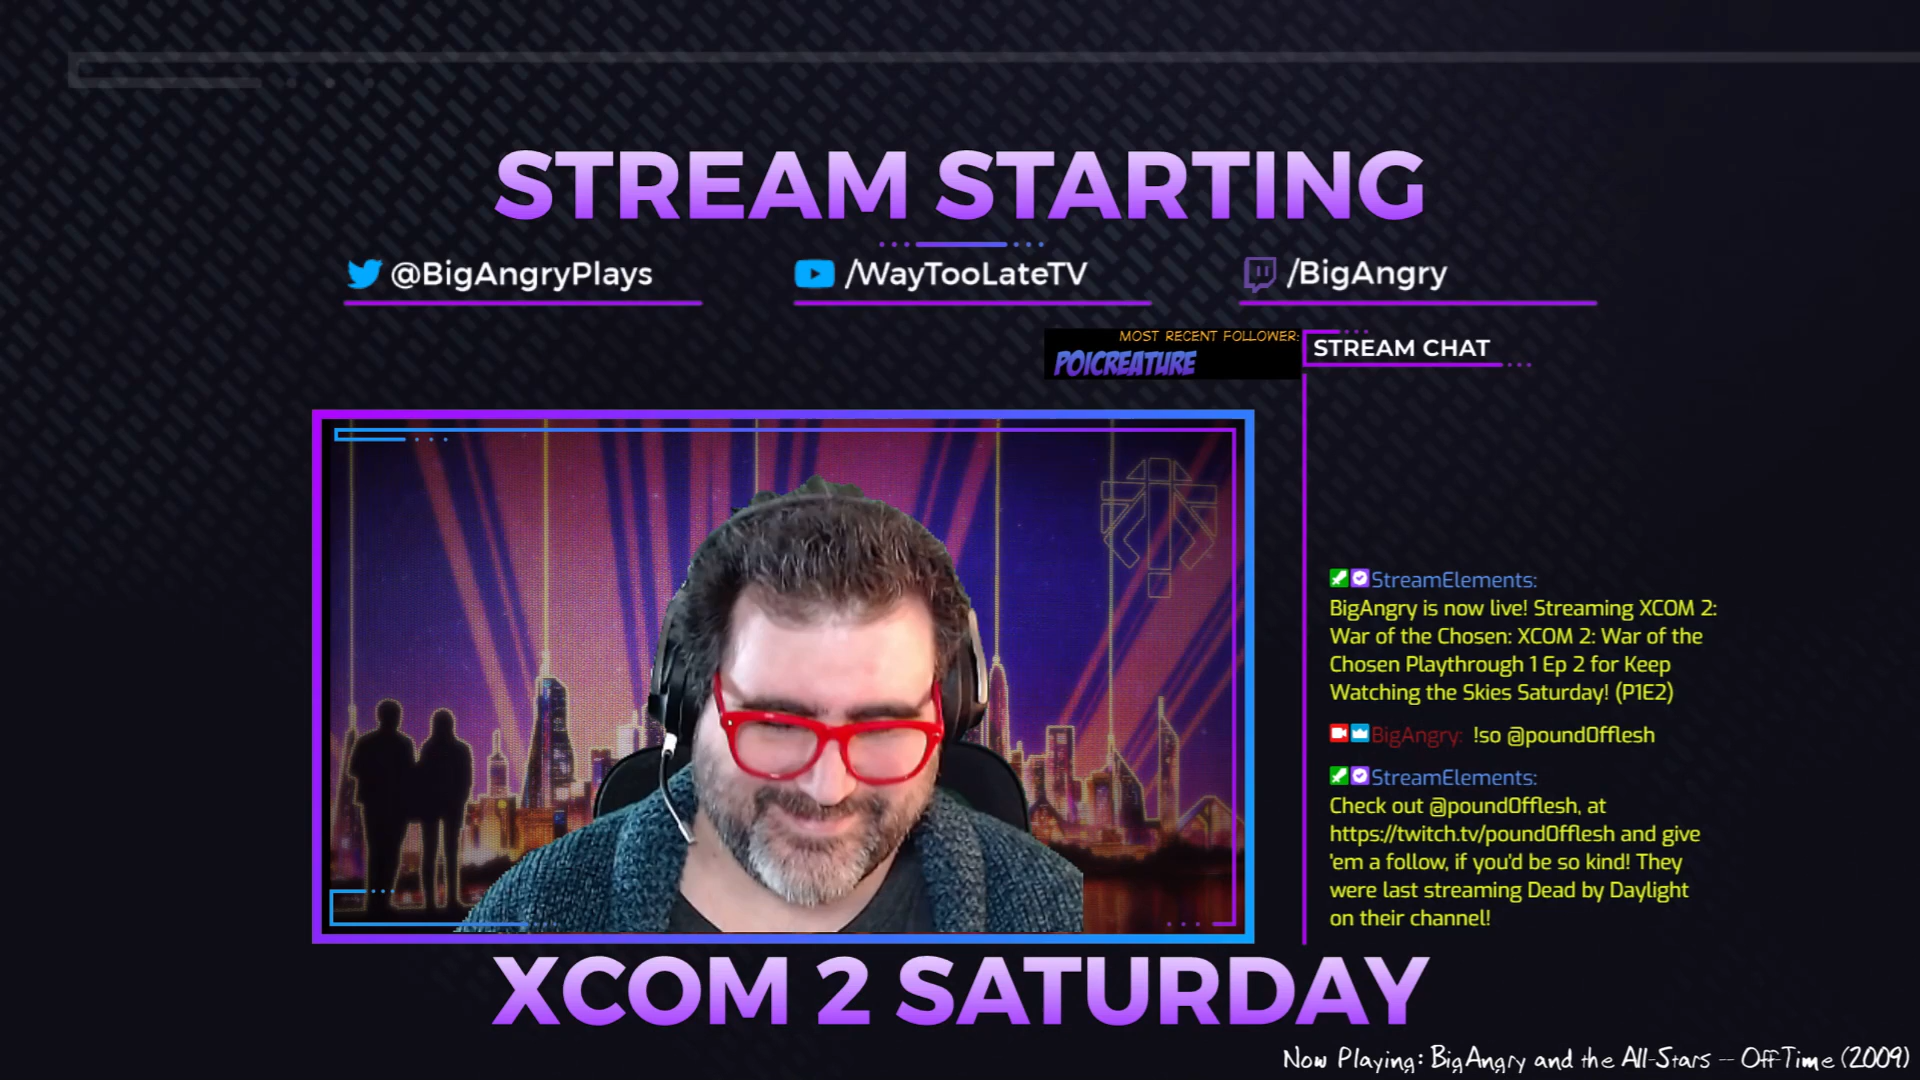 STREAM STARTING
@BigAngryPlays
/WayTooLateTV
/BigAngry
MOST RECENT FOLLOWER:
POICREATURE
STREAM CHAT
StreamElements:
BigAngry is now live! Streaming XCOM 2:
War of the Chosen: XCOM 2: War of the
Chosen Playthrough 1 Ep 2 for Keep
Watching the Skies Saturday! (P1E2)
BigAngry: !so @pound0fflesh
StreamElements:
Check out @pound0fflesh, at
https://twitch.tv/pound0fflesh and give
'em a follow, if you'd be so kind! They
were last streaming Dead by Daylight
on their channel!
XCOM 2 SATURDAY
Now Playing: BigAngry and the All-Stars -- Off Time (2009)